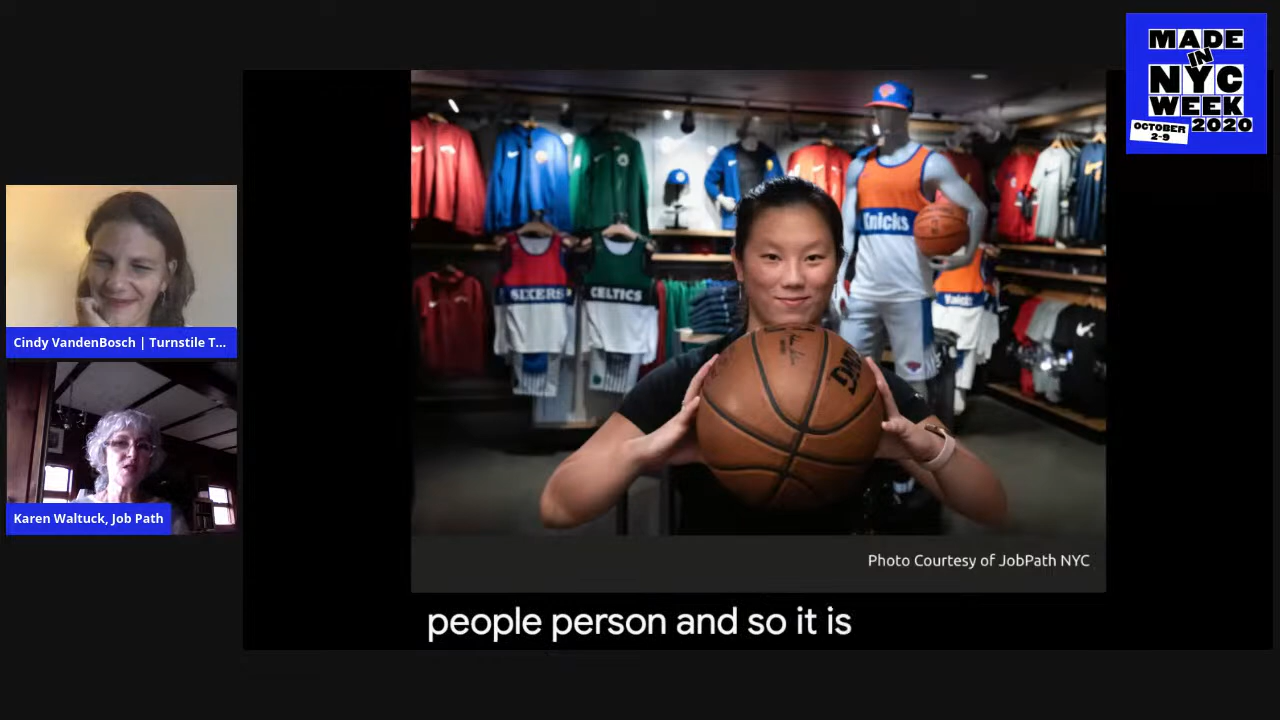 MADE
IN
NYC
WEEK
OCTOBER
2-9
2020
Knicks
SIXERS
CELTICS
Knicks
Cindy VandenBosch | Turnstile T...
Karen Waltuck, Job Path
Photo Courtesy of JobPath NYC
people person and so it is